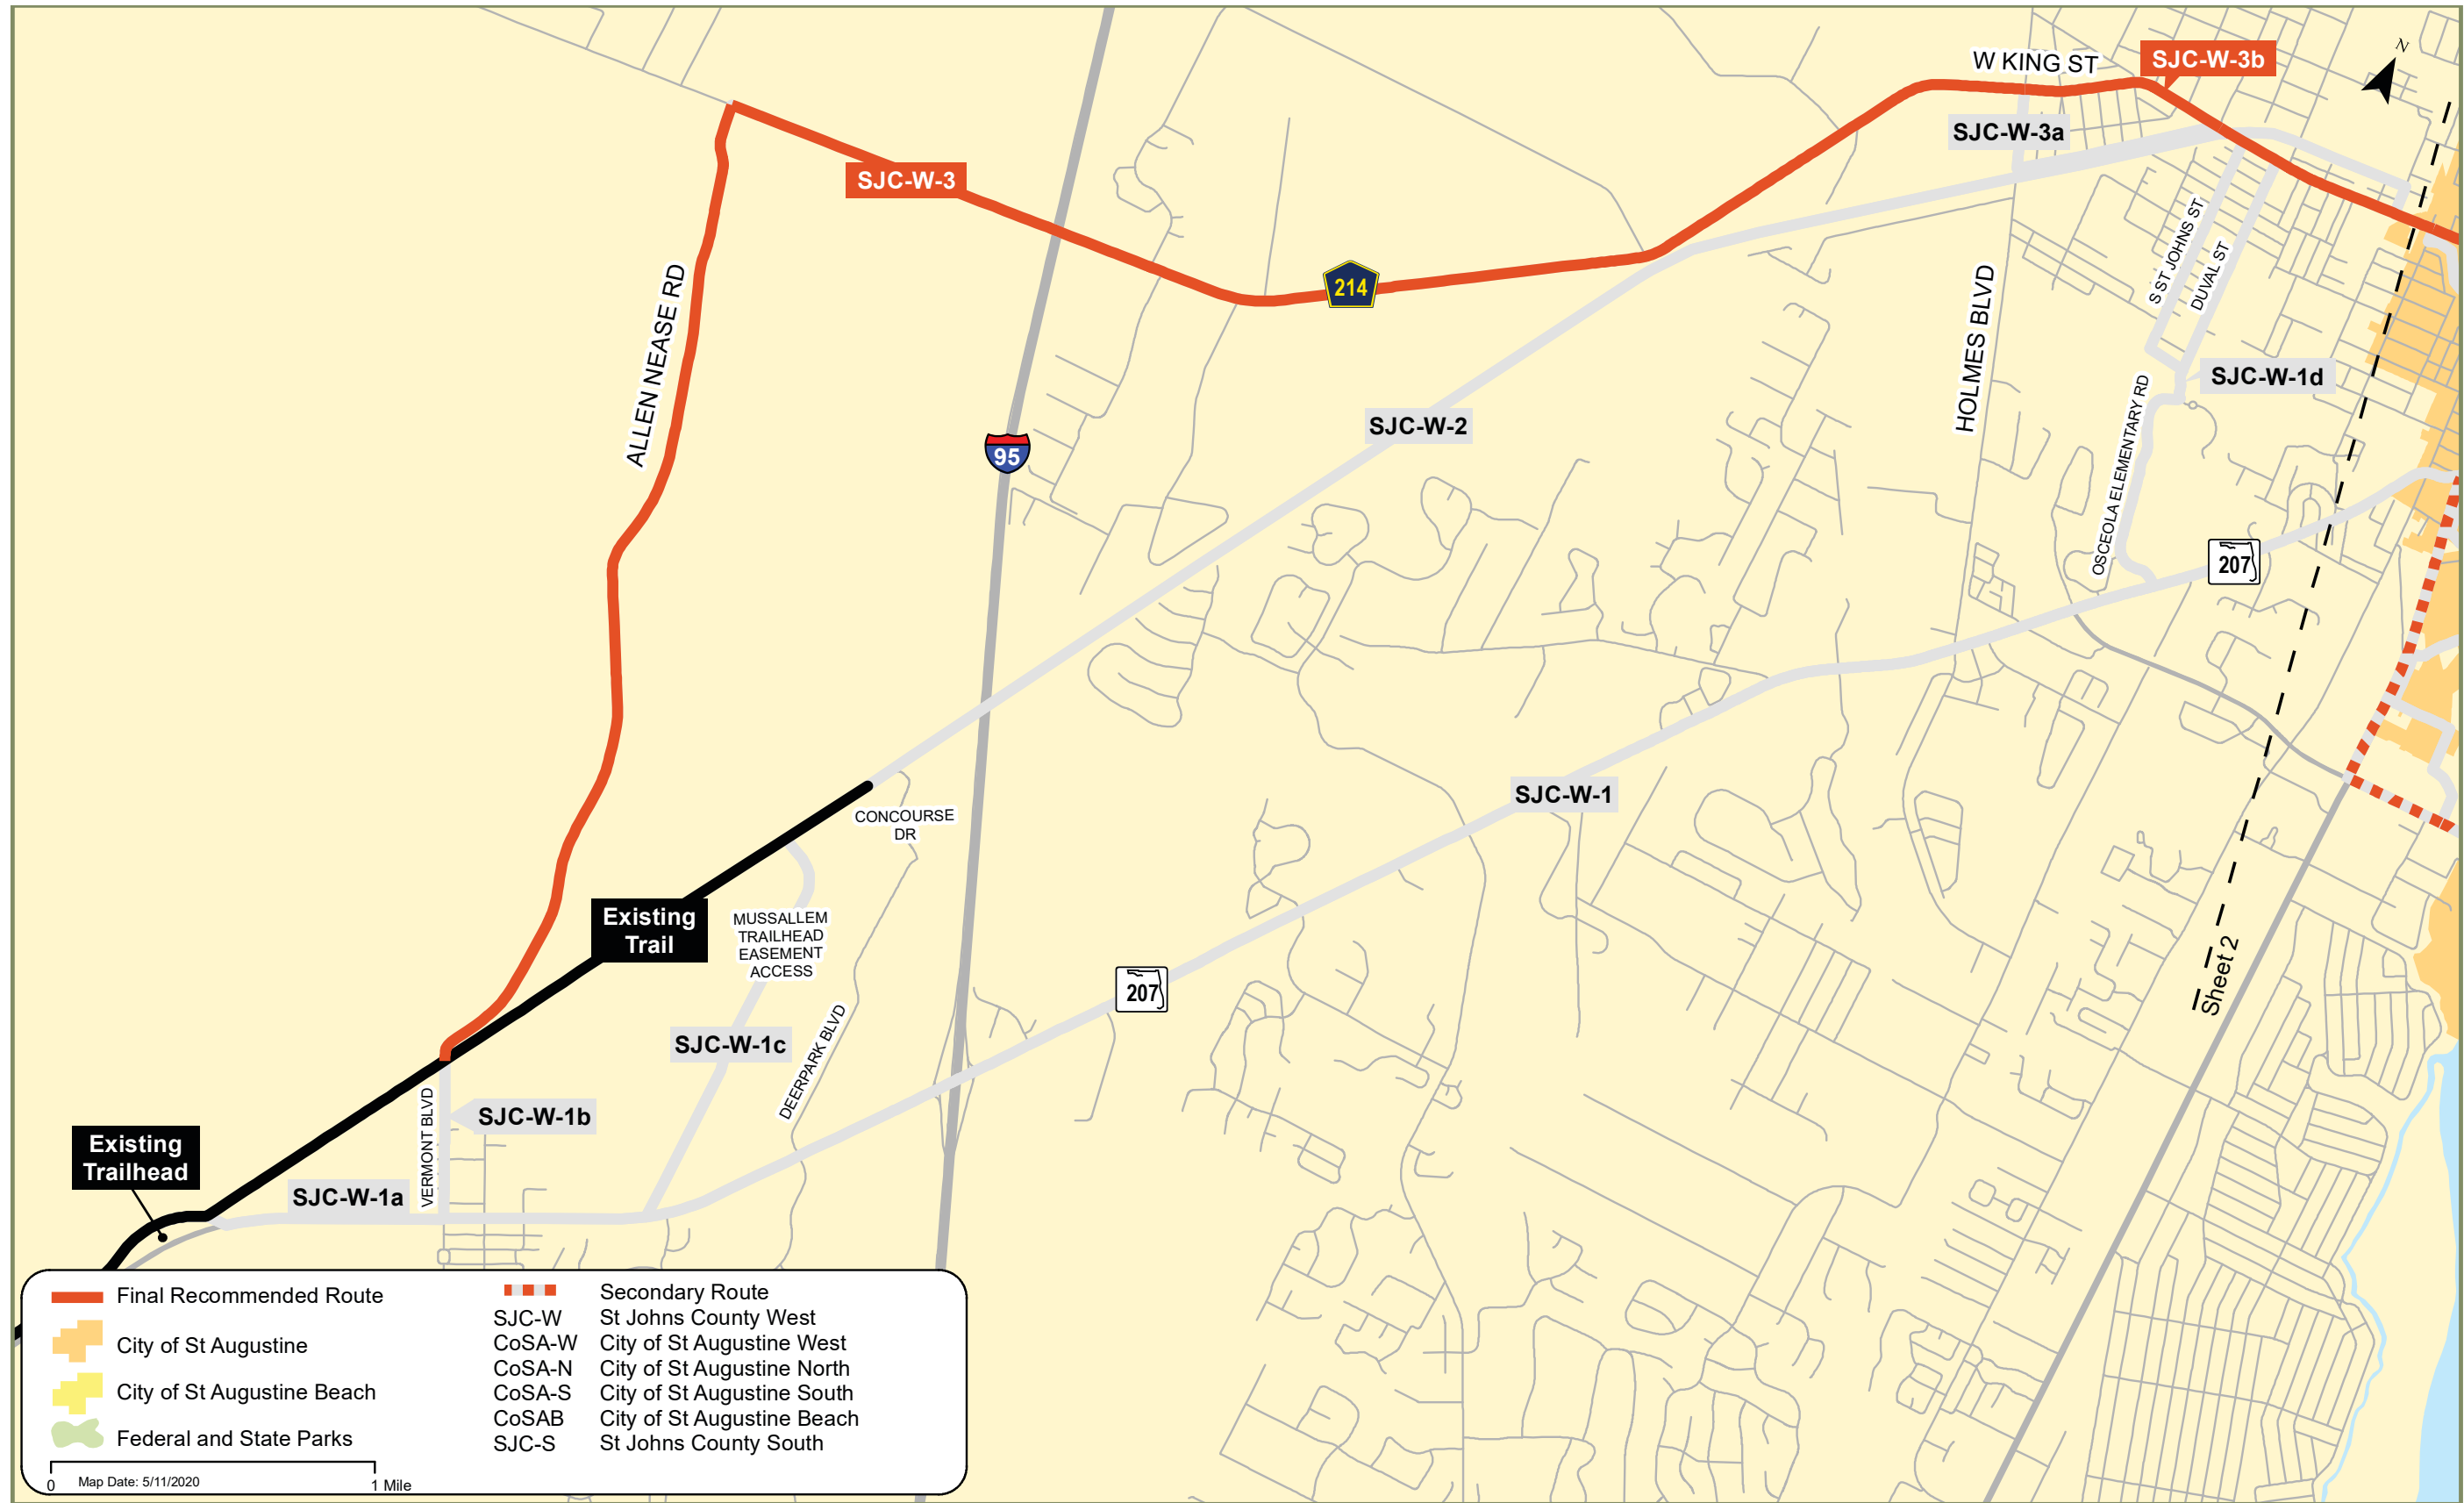 N
W KING ST
SJC-W-3b
SJC-W-3a
SJC-W-3
S ST JOHNS ST
DUVAL ST
214
ALLEN NEASE RD
HOLMES BLVD
SJC-W-1d
SJC-W-2
95
OSCEOLA ELEMENTARY RD
207
SJC-W-1
CONCOURSE
DR
Existing
Trail
MUSSALLEM
TRAILHEAD
EASEMENT
ACCESS
Sheet 2
207
SJC-W-1c
DEERPARK BLVD
VERMONT BLVD
SJC-W-1b
Existing
Trailhead
SJC-W-1a
Final Recommended Route
City of St Augustine
City of St Augustine Beach
Federal and State Parks
0
Map Date: 5/11/2020
1 Mile
Secondary Route
SJC-W St Johns County West
CoSA-W City of St Augustine West
CoSA-N City of St Augustine North
CoSA-S City of St Augustine South
CoSAB City of St Augustine Beach
SJC-S St Johns County South